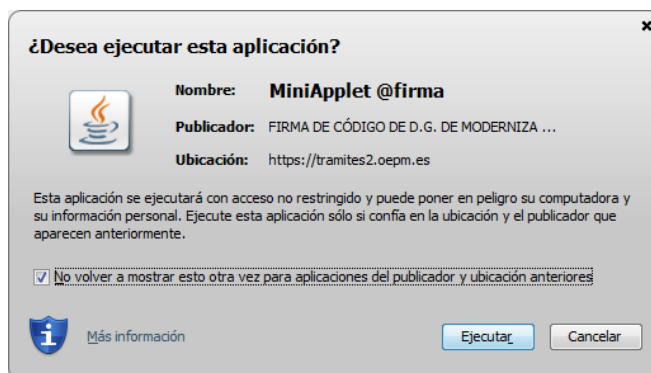 ¿Desea ejecutar esta aplicación?
Nombre: MiniApplet @firma
Publicador: FIRMA DE CÓDIGO DE D.G. DE MODERNIZA ...
Ubicación: https://tramites2.oepm.es
Esta aplicación se ejecutará con acceso no restringido y puede poner en peligro su computadora y
su información personal. Ejecute esta aplicación sólo si confía en la ubicación y el publicador que
aparecen anteriormente.
No volver a mostrar esto otra vez para aplicaciones del publicador y ubicación anteriores
Más información
Ejecutar
Cancelar